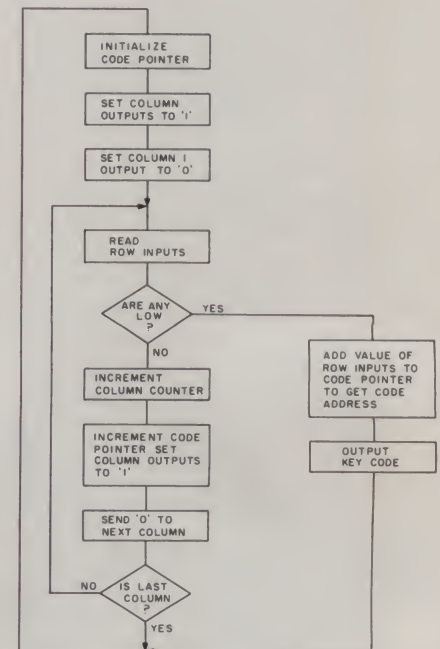 INITIALIZE
CODE POINTER
SET COLUMN
OUTPUTS TO '1'
SET COLUMN 1
OUTPUT TO '0'
READ
ROW INPUTS
ARE ANY
LOW
?
YES
NO
INCREMENT
COLUMN COUNTER
INCREMENT CODE
POINTER SET
COLUMN OUTPUTS
TO '1'
SEND '0' TO
NEXT COLUMN
IS LAST
COLUMN
?
NO
YES
ADD VALUE OF
ROW INPUTS TO
CODE POINTER
TO GET CODE
ADDRESS
OUTPUT
KEY CODE